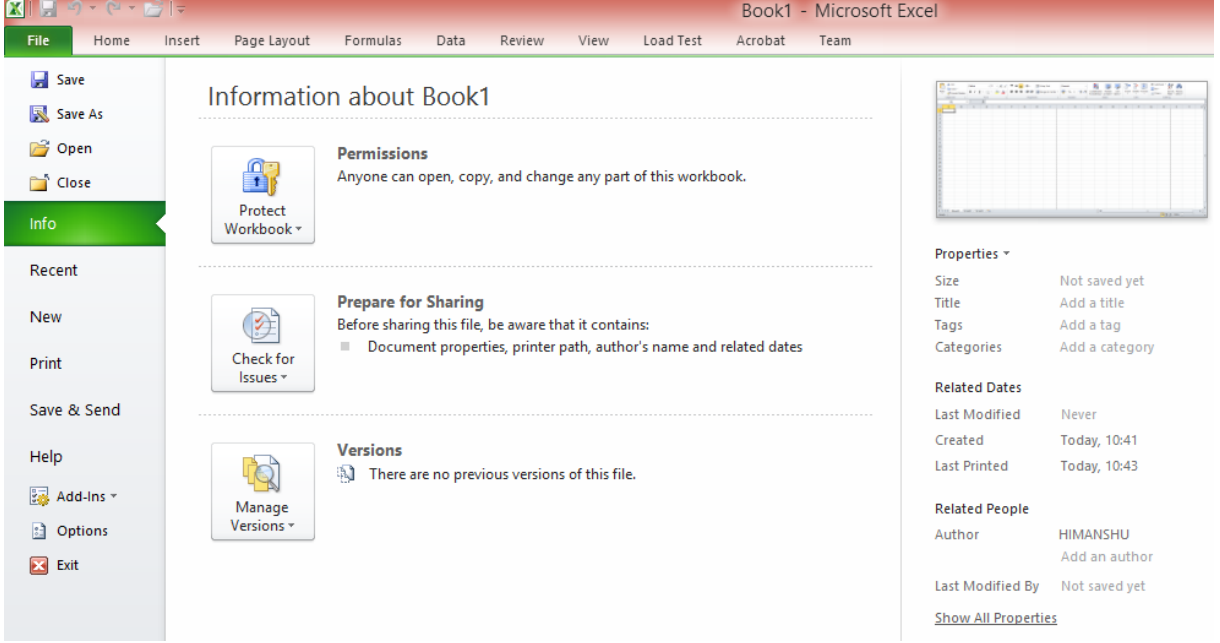 Book1 - Microsoft Excel
File Home Insert Page Layout Formulas Data Review View Load Test Acrobat Team
Save
Save As
Open
Close
Info
Recent
New
Print
Save & Send
Help
Add-Ins
Options
Exit
Information about Book1
Protect
Workbook
Permissions
Anyone can open, copy, and change any part of this workbook.
Check for
Issues
Prepare for Sharing
Before sharing this file, be aware that it contains:
Document properties, printer path, author's name and related dates
Manage
Versions
Versions
There are no previous versions of this file.
Properties
Size Not saved yet
Title Add a title
Tags Add a tag
Categories Add a category
Related Dates
Last Modified Never
Created Today, 10:41
Last Printed Today, 10:43
Related People
Author HIMANSHU
Add an author
Last Modified By Not saved yet
Show All Properties